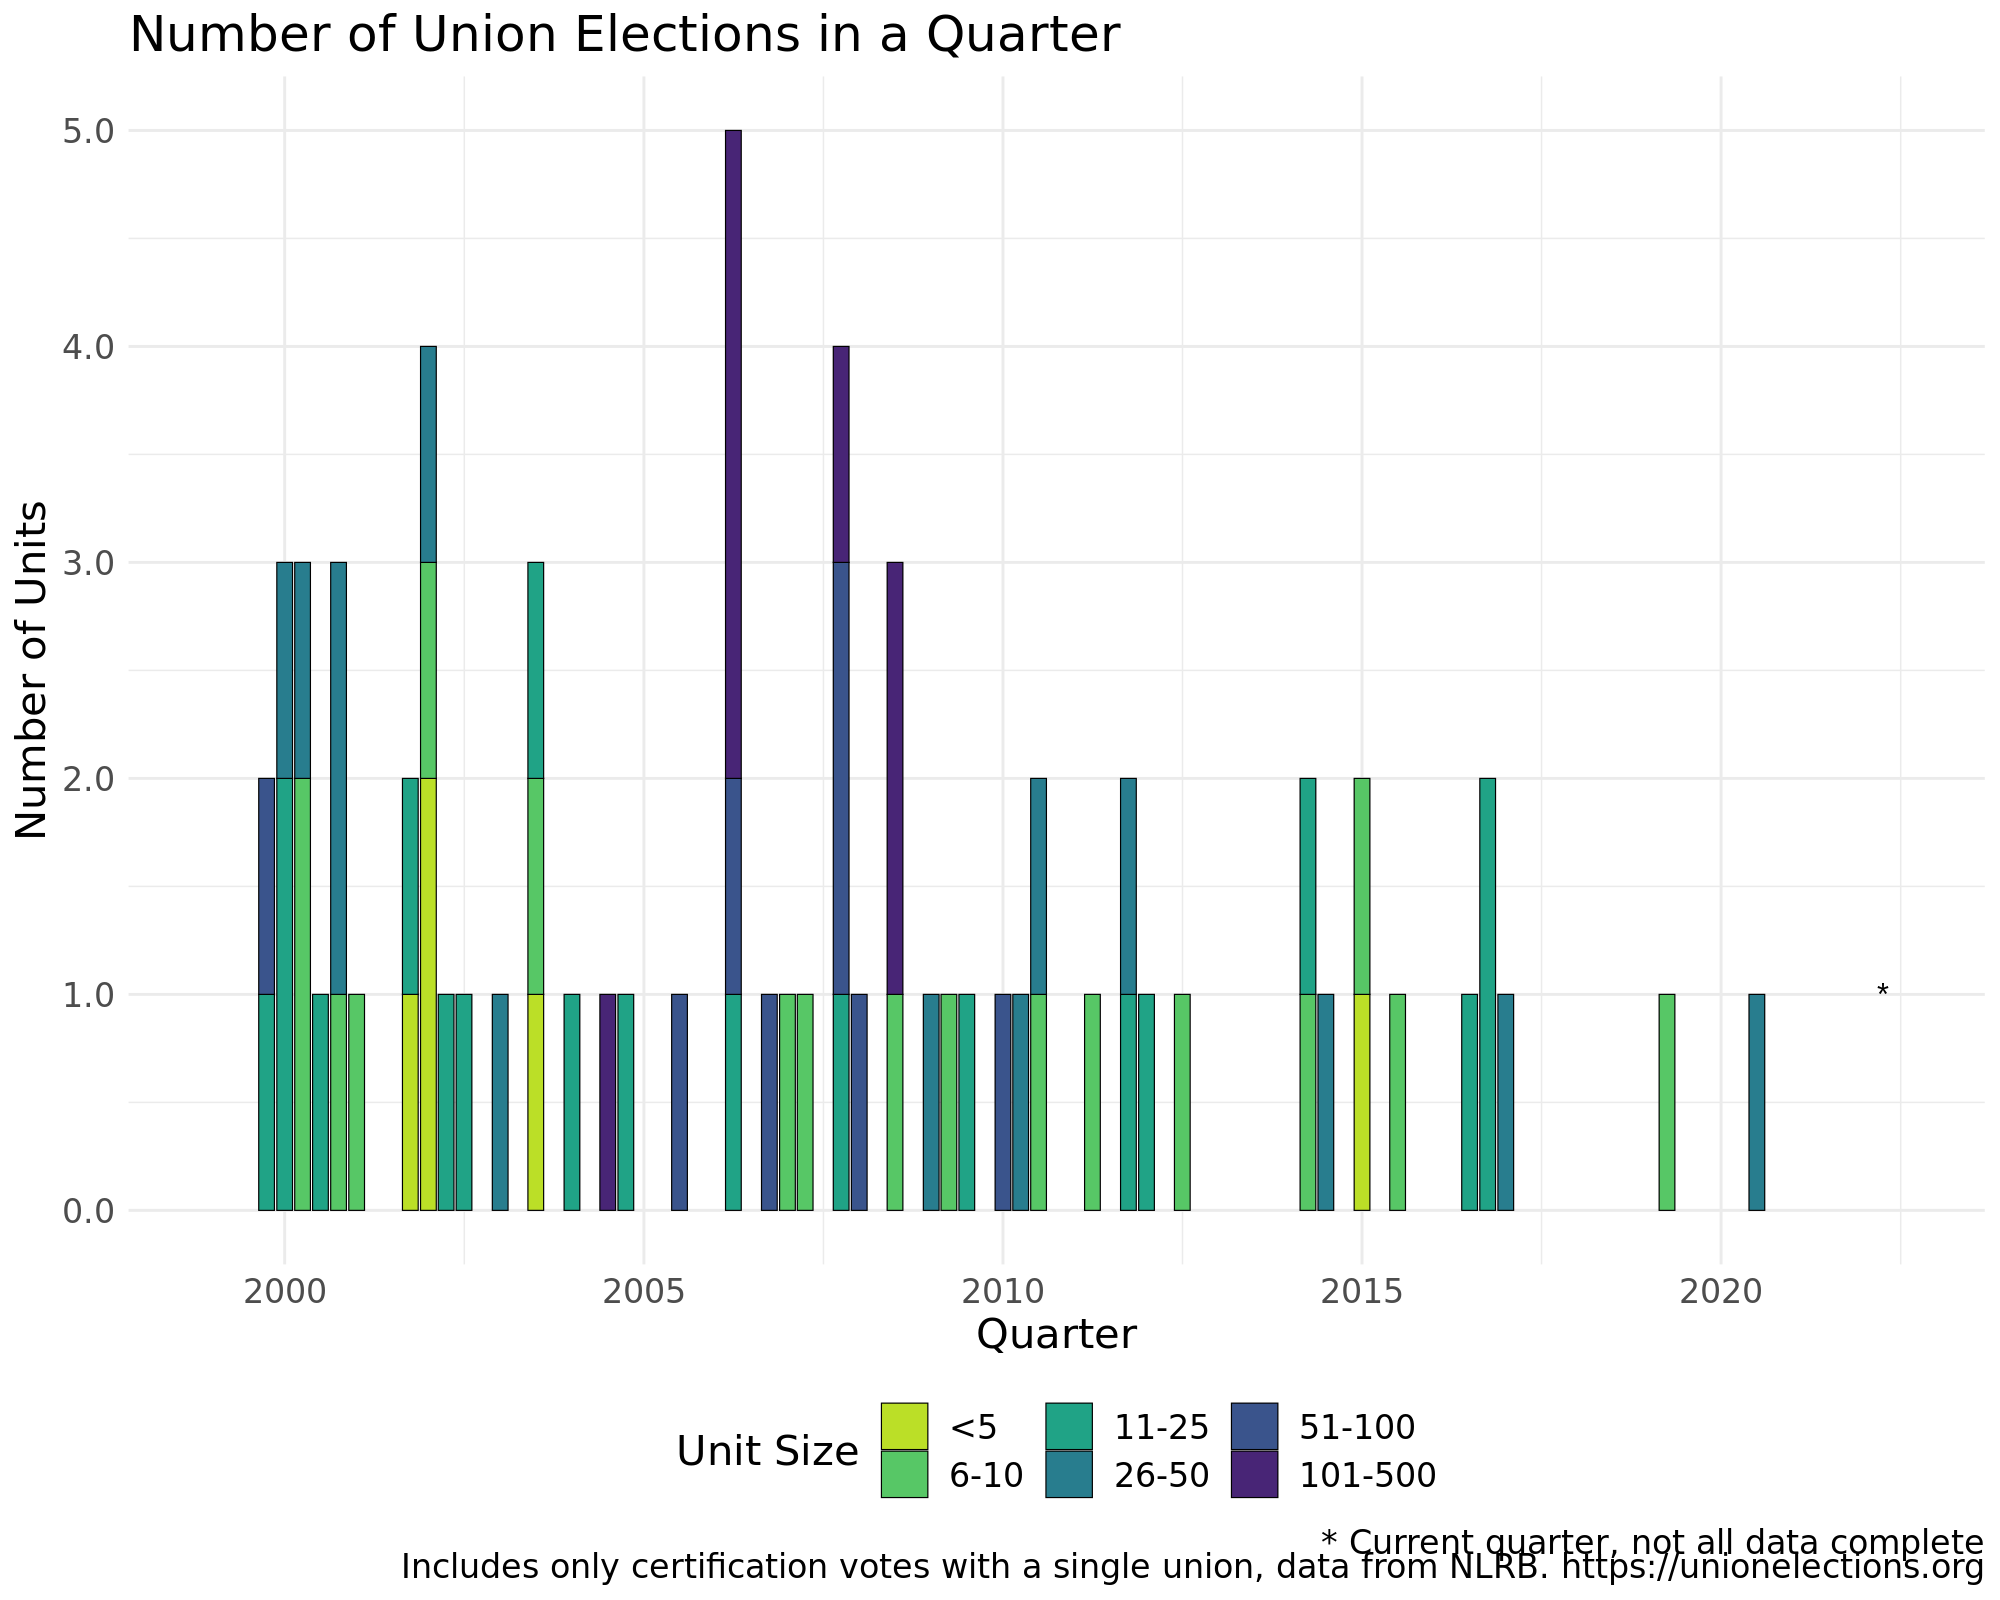 Number of Union Elections in a Quarter
5.0
4.0
3.0
2.0
1.0
0.0
Number of Units
*
2000 2005 2010 2015 2020
Quarter
Unit Size
<5 11-25 51-100
6-10 26-50 101-500
* Current quarter, not all data complete
Includes only certification votes with a single union, data from NLRB. https://unionelections.org